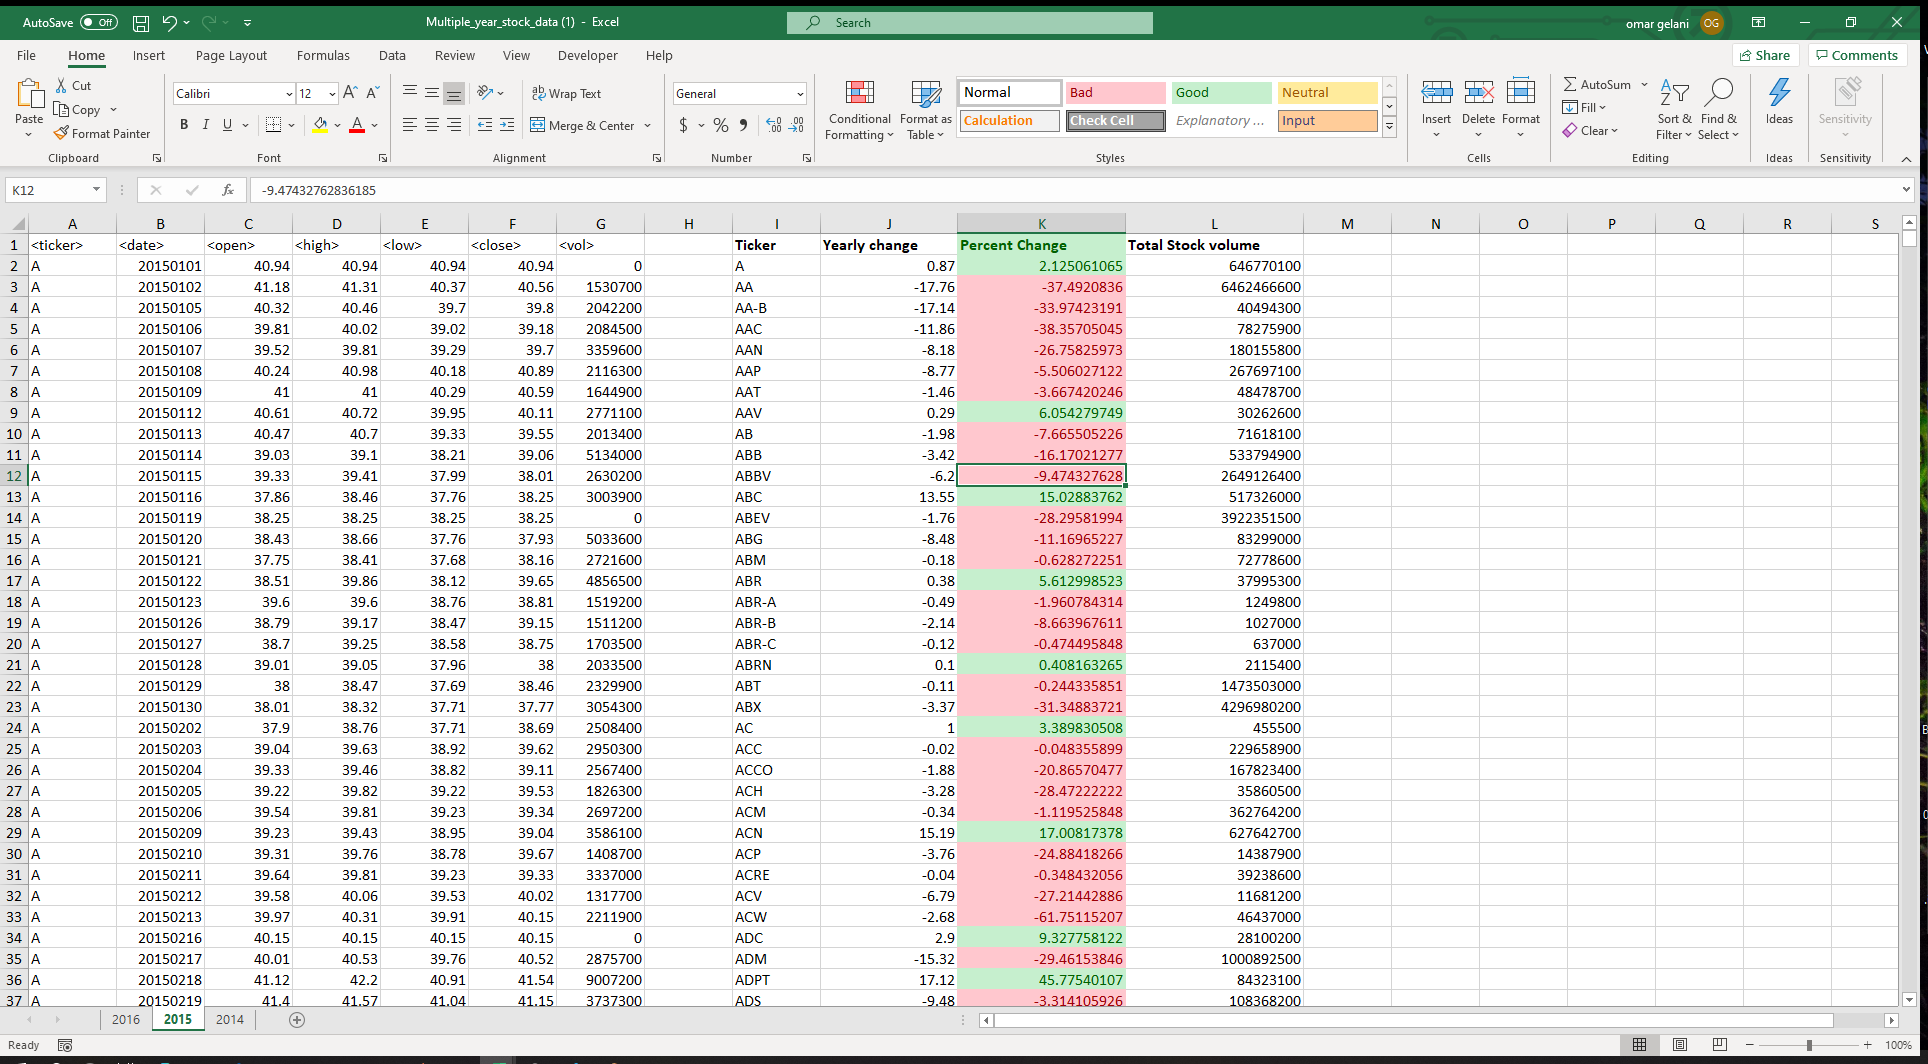 AutoSave Off Multiple_year_stock_data (1) - Excel Search omar gelani OG
File Home Insert Page Layout Formulas Data Review View Developer Help Share Comments
Paste Cut Copy Format Painter Clipboard
Calibri 12 A A B I U A Font
ab Wrap Text Merge & Center Alignment
General $ % 9 Number
Conditional Formatting Format as Table Normal Bad Good Neutral
Calculation Check Cell Explanatory ... Input Styles
Insert Delete Format Cells
AutoSum Fill Clear Sort & Filter Find & Select Editing
Ideas Ideas
Sensitivity Sensitivity
K12 fx -9.47432762836185
A B C D E F G H I J K L M N O P Q R S
1 <ticker> <date> <open> <high> <low> <close> <vol> Ticker Yearly change Percent Change Total Stock volume
2 A 20150101 40.94 40.94 40.94 40.94 0 A 0.87 2.125061065 646770100
3 A 20150102 41.18 41.31 40.37 40.56 1530700 AA -17.76 -37.4920836 6462466600
4 A 20150105 40.32 40.46 39.7 39.8 2042200 AA-B -17.14 -33.97423191 40494300
5 A 20150106 39.81 40.02 39.02 39.18 2084500 AAC -11.86 -38.35705045 78275900
6 A 20150107 39.52 39.81 39.29 39.7 3359600 AAN -8.18 -26.75825973 180155800
7 A 20150108 40.24 40.98 40.18 40.89 2116300 AAP -8.77 -5.506027122 267697100
8 A 20150109 41 41 40.29 40.59 1644900 AAT -1.46 -3.667420246 48478700
9 A 20150112 40.61 40.72 39.95 40.11 2771100 AAV 0.29 6.054279749 30262600
10 A 20150113 40.47 40.7 39.33 39.55 2013400 AB -1.98 -7.665505226 71618100
11 A 20150114 39.03 39.1 38.21 39.06 5134000 ABB -3.42 -16.17021277 533794900
12 A 20150115 39.33 39.41 37.99 38.01 2630200 ABBV -6.2 -9.474327628 2649126400
13 A 20150116 37.86 38.46 37.76 38.25 3003900 ABC 13.55 15.02883762 517326000
14 A 20150119 38.25 38.25 38.25 38.25 0 ABEV -1.76 -28.29581994 3922351500
15 A 20150120 38.43 38.66 37.76 37.93 5033600 ABG -8.48 -11.16965227 83299000
16 A 20150121 37.75 38.41 37.68 38.16 2721600 ABM -0.18 -0.628272251 72778600
17 A 20150122 38.51 39.86 38.12 39.65 4856500 ABR 0.38 5.612998523 37995300
18 A 20150123 39.6 39.6 38.76 38.81 1519200 ABR-A -0.49 -1.960784314 1249800
19 A 20150126 38.79 39.17 38.47 39.15 1511200 ABR-B -2.14 -8.663967611 1027000
20 A 20150127 38.7 39.25 38.58 38.75 1703500 ABR-C -0.12 -0.474495848 637000
21 A 20150128 39.01 39.05 37.96 38 2033500 ABRN 0.1 0.408163265 2115400
22 A 20150129 38 38.47 37.69 38.46 2329900 ABT -0.11 -0.244335851 1473503000
23 A 20150130 38.01 38.32 37.71 37.77 3054300 ABX -3.37 -31.34883721 4296980200
24 A 20150202 37.9 38.76 37.71 38.69 2508400 AC 1 3.389830508 455500
25 A 20150203 39.04 39.63 38.92 39.62 2950300 ACC -0.02 -0.048355899 229658900
26 A 20150204 39.33 39.46 38.82 39.11 2567400 ACCO -1.88 -20.86570477 167823400
27 A 20150205 39.22 39.82 39.22 39.53 1826300 ACH -3.28 -28.47222222 35860500
28 A 20150206 39.54 39.81 39.23 39.34 2697200 ACM -0.34 -1.119525848 362764200
29 A 20150209 39.23 39.43 38.95 39.04 3586100 ACN 15.19 17.00817378 627642700
30 A 20150210 39.31 39.76 38.78 39.67 1408700 ACP -3.76 -24.88418266 14387900
31 A 20150211 39.64 39.81 39.23 39.33 3337000 ACRE -0.04 -0.348432056 39238600
32 A 20150212 39.58 40.06 39.53 40.02 1317700 ACV -6.79 -27.21442886 11681200
33 A 20150213 39.97 40.31 39.91 40.15 2211900 ACW -2.68 -61.75115207 46437000
34 A 20150216 40.15 40.15 40.15 40.15 0 ADC 2.9 9.327758122 28100200
35 A 20150217 40.01 40.53 39.76 40.52 2875700 ADM -15.32 -29.46153846 1000892500
36 A 20150218 41.12 42.2 40.91 41.54 9007200 ADPT 17.12 45.77540107 84323100
37 A 20150219 41.4 41.57 41.04 41.15 3737300 ADS -9.48 -3.314105926 108368200
2016 2015 2014
Ready 100%